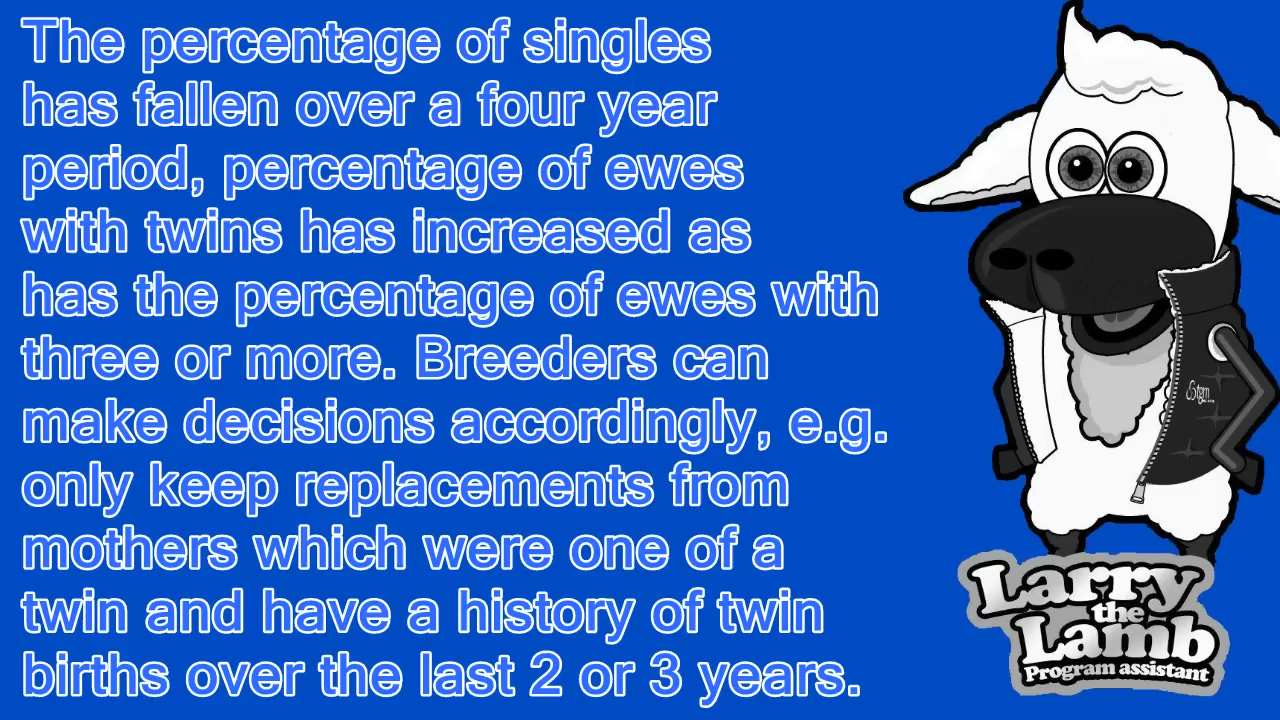 The percentage of singles
has fallen over a four year
period, percentage of ewes
with twins has increased as
has the percentage of ewes with
three or more. Breeders can
make decisions accordingly, e.g.
only keep replacements from
mothers which were one of a
twin and have a history of twin
births over the last 2 or 3 years.
Larry
the
Lamb
Program assistant